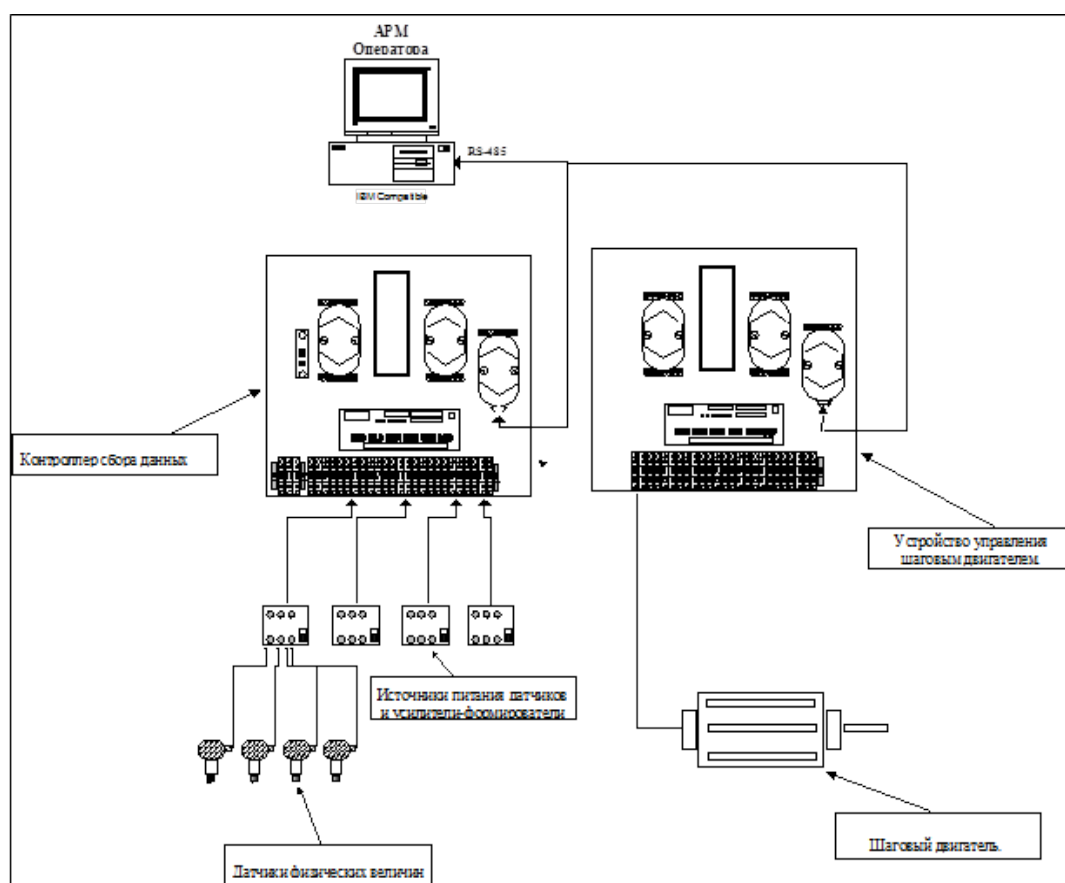 АРМ
Оператора
RS-485
IBM Compatible
Контроллер сбора данных
Устройство управления
шаговым двигателем.
Источники питания датчиков
и усилители-формирователи
Шаговый двигатель.
Датчики физических величин